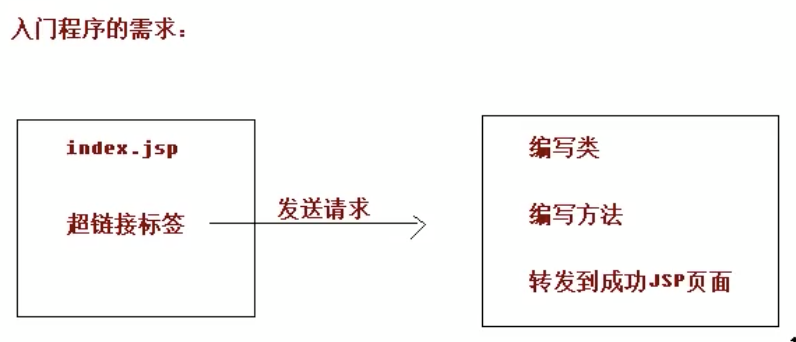 入门程序的需求：
index.jsp
超链接标签
发送请求
编写类
编写方法
转发到成功JSP页面